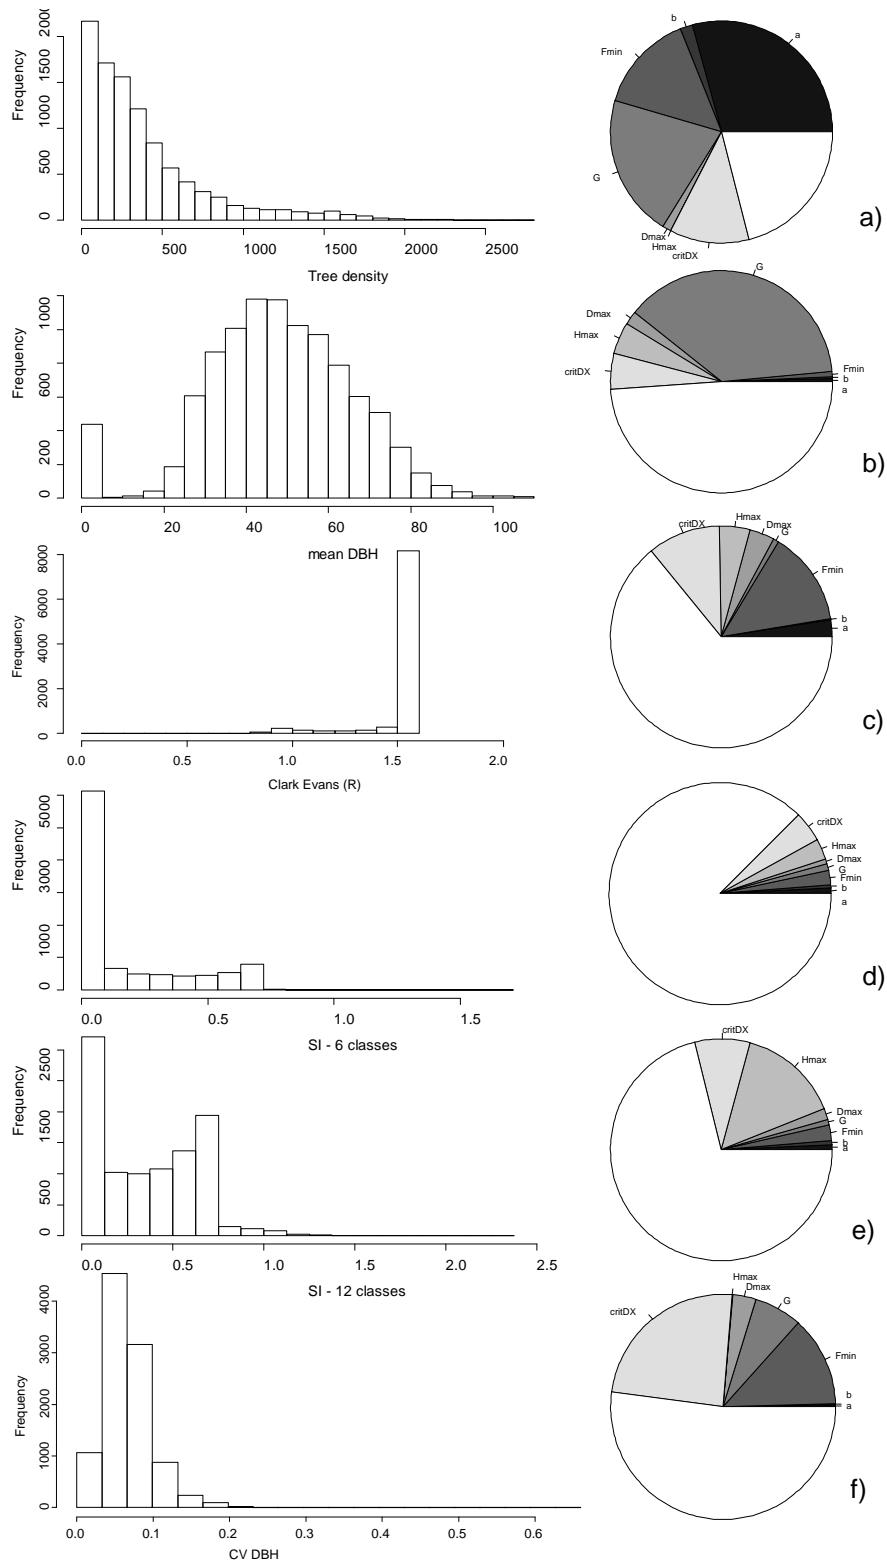 Frequency
0 500 1000 1500 200
0 500 1000 1500 2000 2500
Tree density
b
a
Fmin
G
Dmax
Hmax
critDX
a)
Frequency
0 200 600 1000
0 20 40 60 80 100
mean DBH
G
Dmax
Hmax
critDX
Fmin
b
a
b)
Frequency
0 2000 4000 6000 8000
0.0 0.5 1.0 1.5 2.0
Clark Evans (R)
critDX
Hmax
Dmax
G
Fmin
b
a
c)
Frequency
0 1000 3000 5000
0.0 0.5 1.0 1.5
SI - 6 classes
critDX
Hmax
Dmax
G
Fmin
b
a
d)
Frequency
0 500 1500 2500
0.0 0.5 1.0 1.5 2.0 2.5
SI - 12 classes
critDX
Hmax
Dmax
G
Fmin
b
a
e)
Frequency
0 1000 2000 3000 4000
0.0 0.1 0.2 0.3 0.4 0.5 0.6
CV DBH
Hmax
Dmax
G
critDX
Fmin
b
a
f)